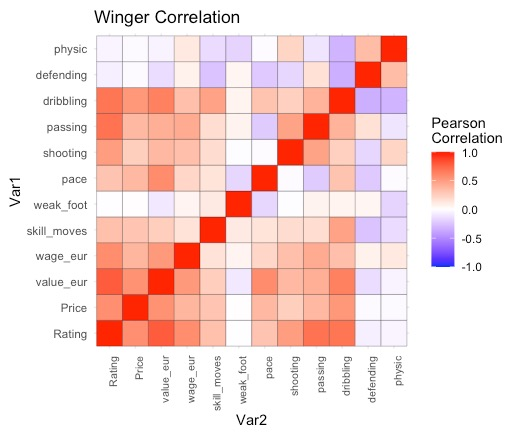 Winger Correlation
Var1
physic
defending
dribbling
passing
shooting
pace
weak_foot
skill_moves
wage_eur
value_eur
Price
Rating
Rating
Price
value_eur
wage_eur
skill_moves
weak_foot
pace
shooting
passing
dribbling
defending
physic
Var2
Pearson
Correlation
1.0
0.5
0.0
-0.5
-1.0